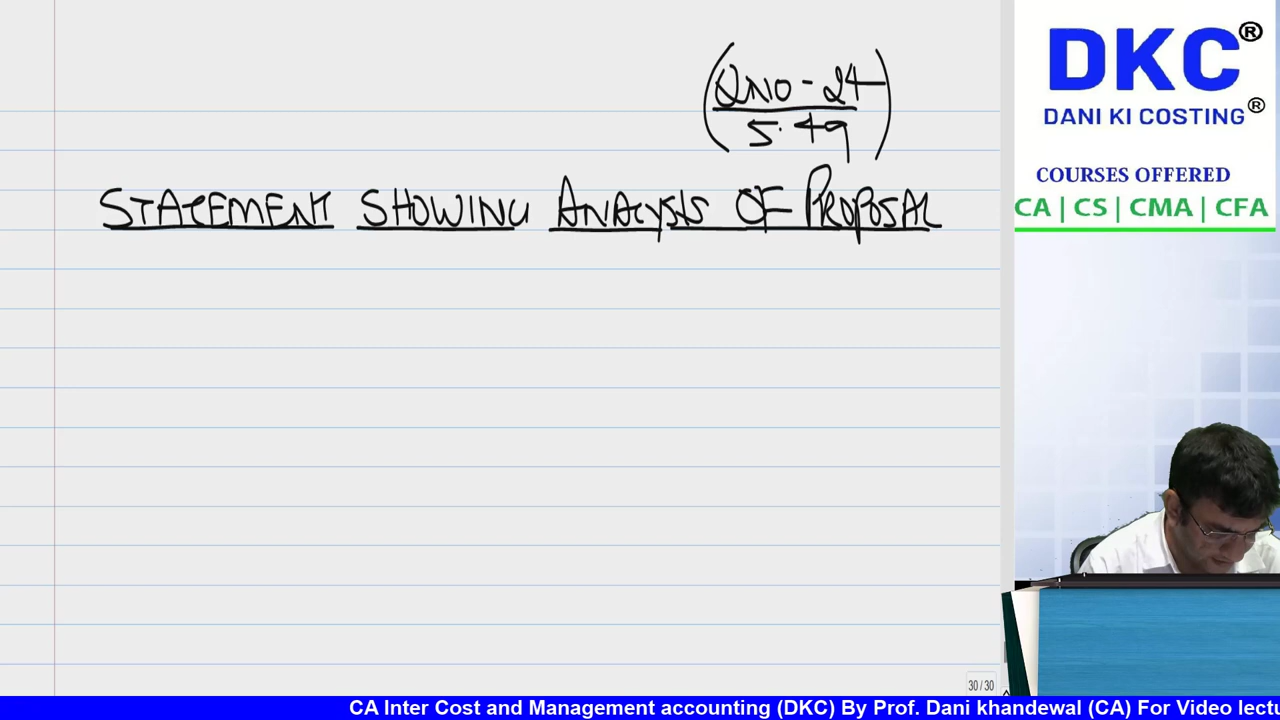 (QNO - 24
5.49)
STATEMENT SHOWING ANALYSIS OF PROPOSAL
DKC®
DANI KI COSTING®
COURSES OFFERED
CA | CS | CMA | CFA
30 / 30
CA Inter Cost and Management accounting (DKC) By Prof. Dani khandewal (CA) For Video lectu